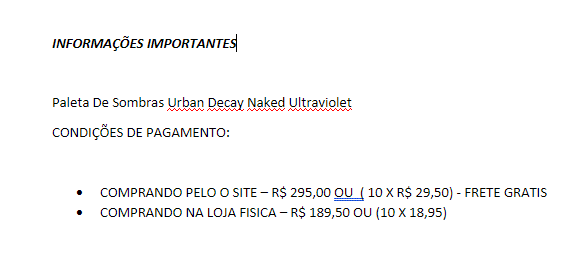 INFORMAÇÕES IMPORTANTES
Paleta De Sombras Urban Decay Naked Ultraviolet
CONDIÇÕES DE PAGAMENTO:
• COMPRANDO PELO O SITE – R$ 295,00 OU ( 10 X R$ 29,50) - FRETE GRATIS
• COMPRANDO NA LOJA FISICA – R$ 189,50 OU (10 X 18,95)